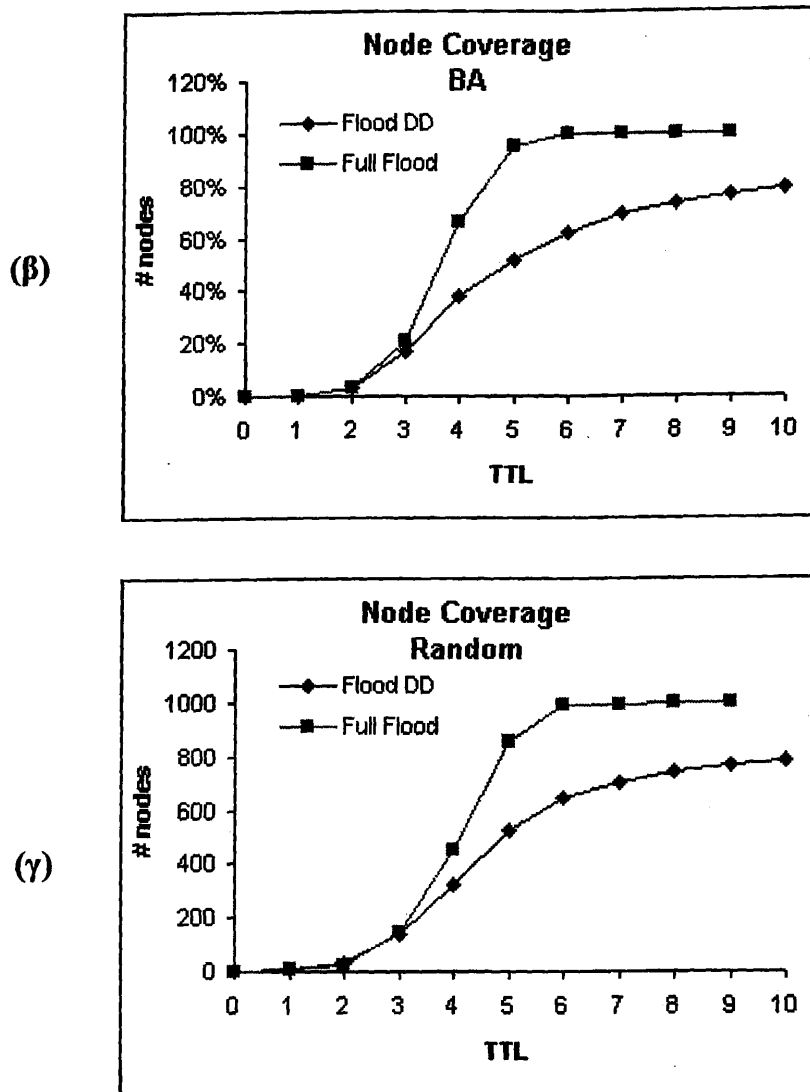 Node Coverage
BA
120%
100%
80%
60%
40%
20%
0%
# nodes
Flood DD
Full Flood
0 1 2 3 4 5 6 7 8 9 10
TTL
(β)
Node Coverage
Random
1200
1000
800
600
400
200
0
# nodes
Flood DD
Full Flood
0 1 2 3 4 5 6 7 8 9 10
TTL
(γ)